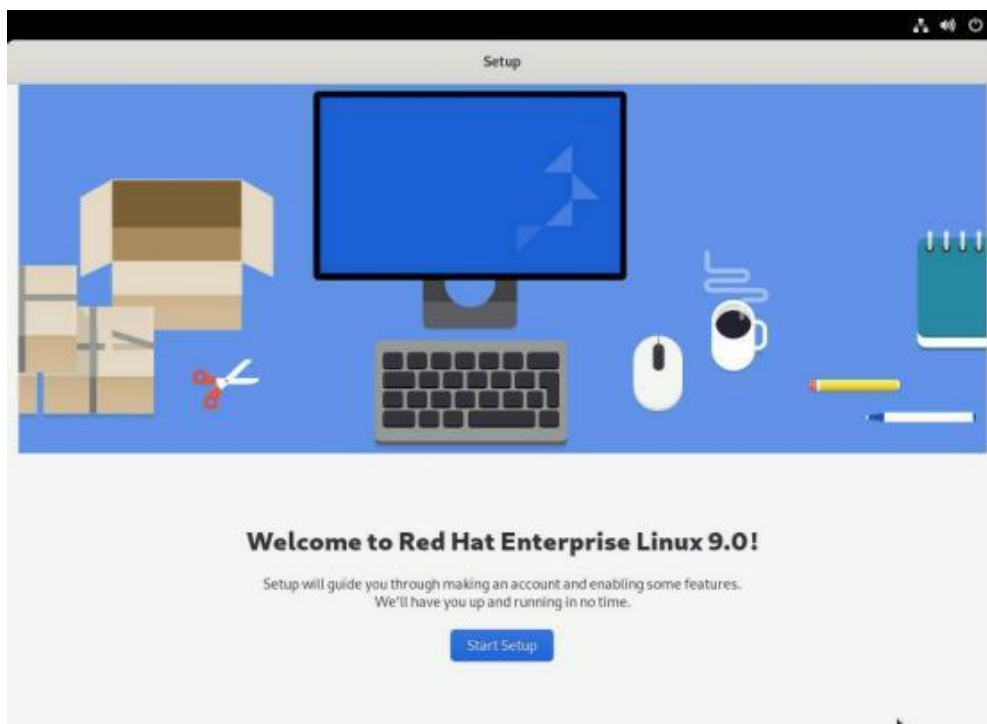 Setup
Welcome to Red Hat Enterprise Linux 9.0!
Setup will guide you through making an account and enabling some features.
We'll have you up and running in no time.
Start Setup